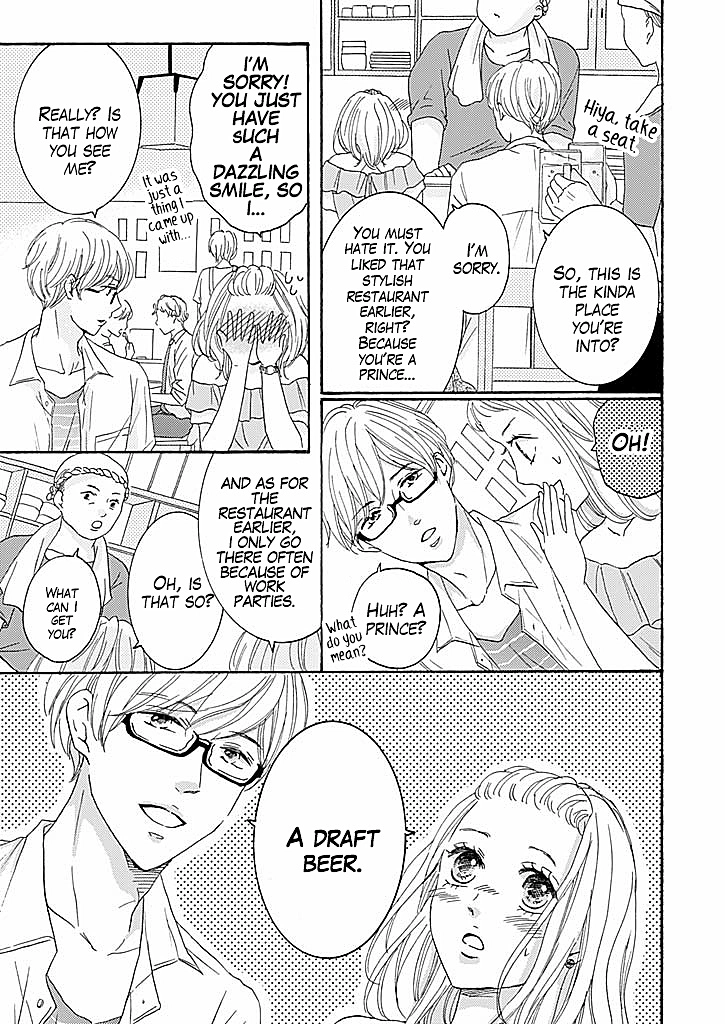 Hiya, take
a seat.
So, this is
the kinda
place
you're
into?
I'm
sorry.
You must
hate it. You
liked that
stylish
restaurant
earlier,
right?
Because
you're a
prince...
Oh!
Huh? A
prince?
What
do you
mean?
I'm
sorry!
You just
have
such
a
dazzling
smile, so
I...
It was
just a
thing I
came up
with...
Really? Is
that how
you see
me?
And as for
the
restaurant
earlier,
I only go
there often
because of
work
parties.
Oh, is
that so?
What
can I
get
you?
A draft
beer.